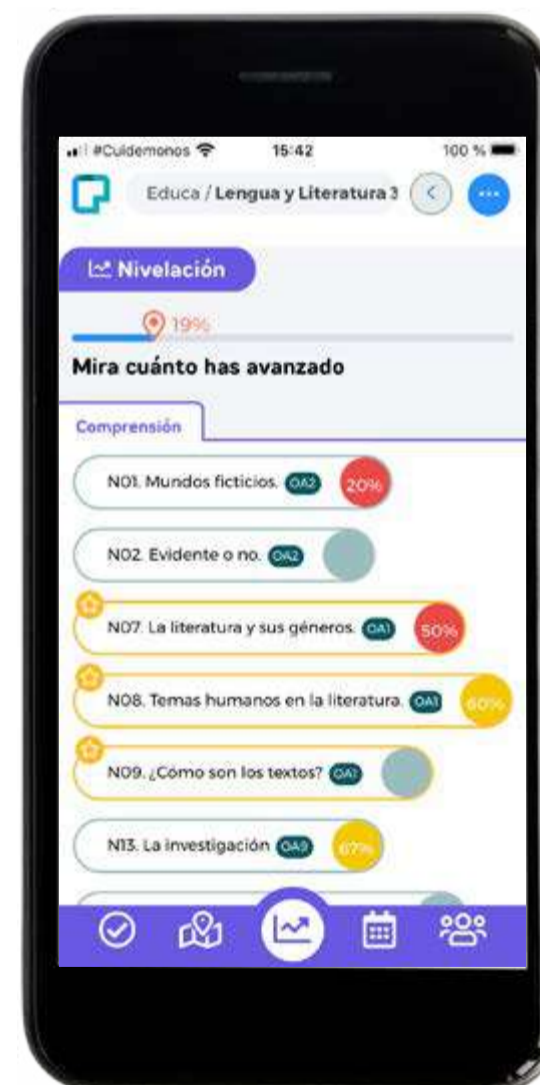 #Cuidemonos 15:42 100 %
Educa / Lengua y Literatura 3
Nivelación
19%
Mira cuánto has avanzado
Comprensión
N01. Mundos ficticios. OA2 20%
N02. Evidente o no. OA2
N07. La literatura y sus géneros. OA1 50%
N08. Temas humanos en la literatura. OA1 60%
N09. ¿Cómo son los textos? OA1
N13. La investigación OA9 67%